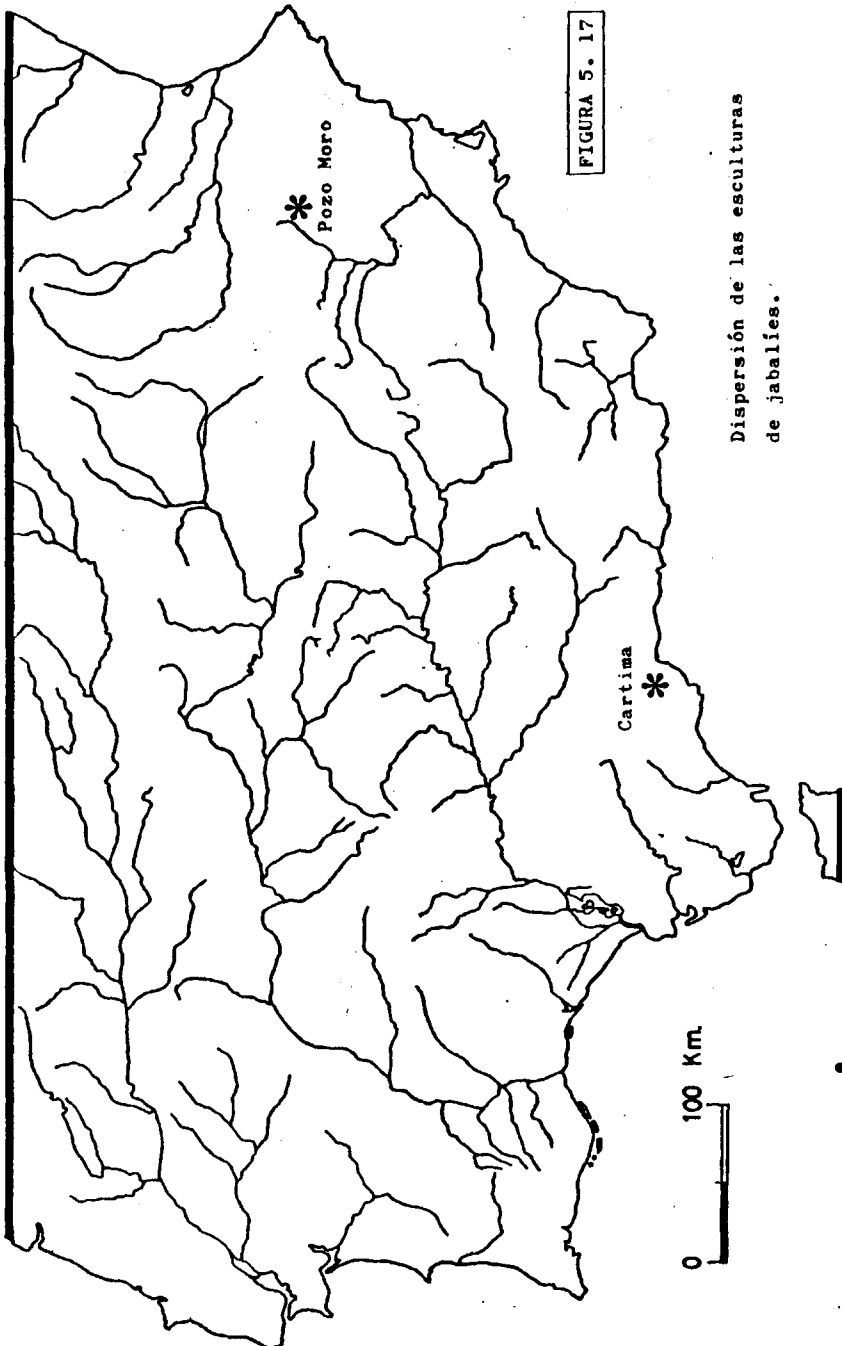 FIGURA 5. 17
Pozo Moro
Cartima
Dispersión de las esculturas
de jabalíes.
0 100 Km.